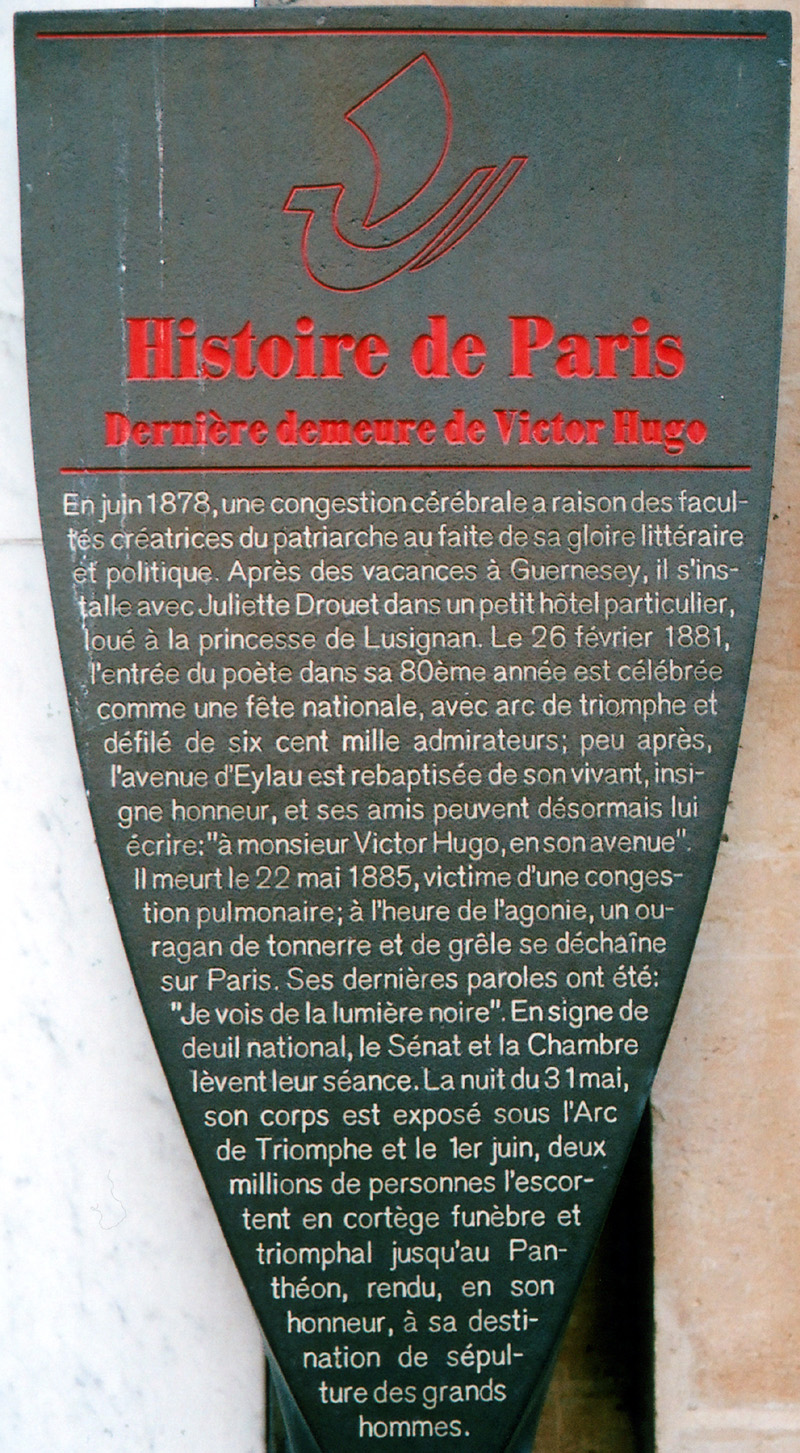 Histoire de Paris
Dernière demeure de Victor Hugo
En juin 1878, une congestion cérébrale a raison des facul-
tés créatrices du patriarche au faite de sa gloire littéraire
et politique. Après des vacances à Guernesey, il s'ins-
talle avec Juliette Drouet dans un petit hôtel particulier,
loué à la princesse de Lusignan. Le 26 février 1881,
l'entrée du poète dans sa 80ème année est célébrée
comme une fête nationale, avec arc de triomphe et
défilé de six cent mille admirateurs; peu après,
l'avenue d'Eylau est rebaptisée de son vivant, insi-
gne honneur, et ses amis peuvent désormais lui
écrire: "à monsieur Victor Hugo, en son avenue".
Il meurt le 22 mai 1885, victime d'une conges-
tion pulmonaire; à l'heure de l'agonie, un ou-
ragan de tonnerre et de grêle se déchaîne
sur Paris. Ses dernières paroles ont été:
"Je vois de la lumière noire". En signe de
deuil national, le Sénat et la Chambre
lèvent leur séance. La nuit du 31 mai,
son corps est exposé sous l'Arc
de Triomphe et le 1er juin, deux
millions de personnes l'escor-
tent en cortège funèbre et
triomphal jusqu'au Pan-
théon, rendu, en son
honneur, à sa desti-
nation de sépul-
ture des grands
hommes.